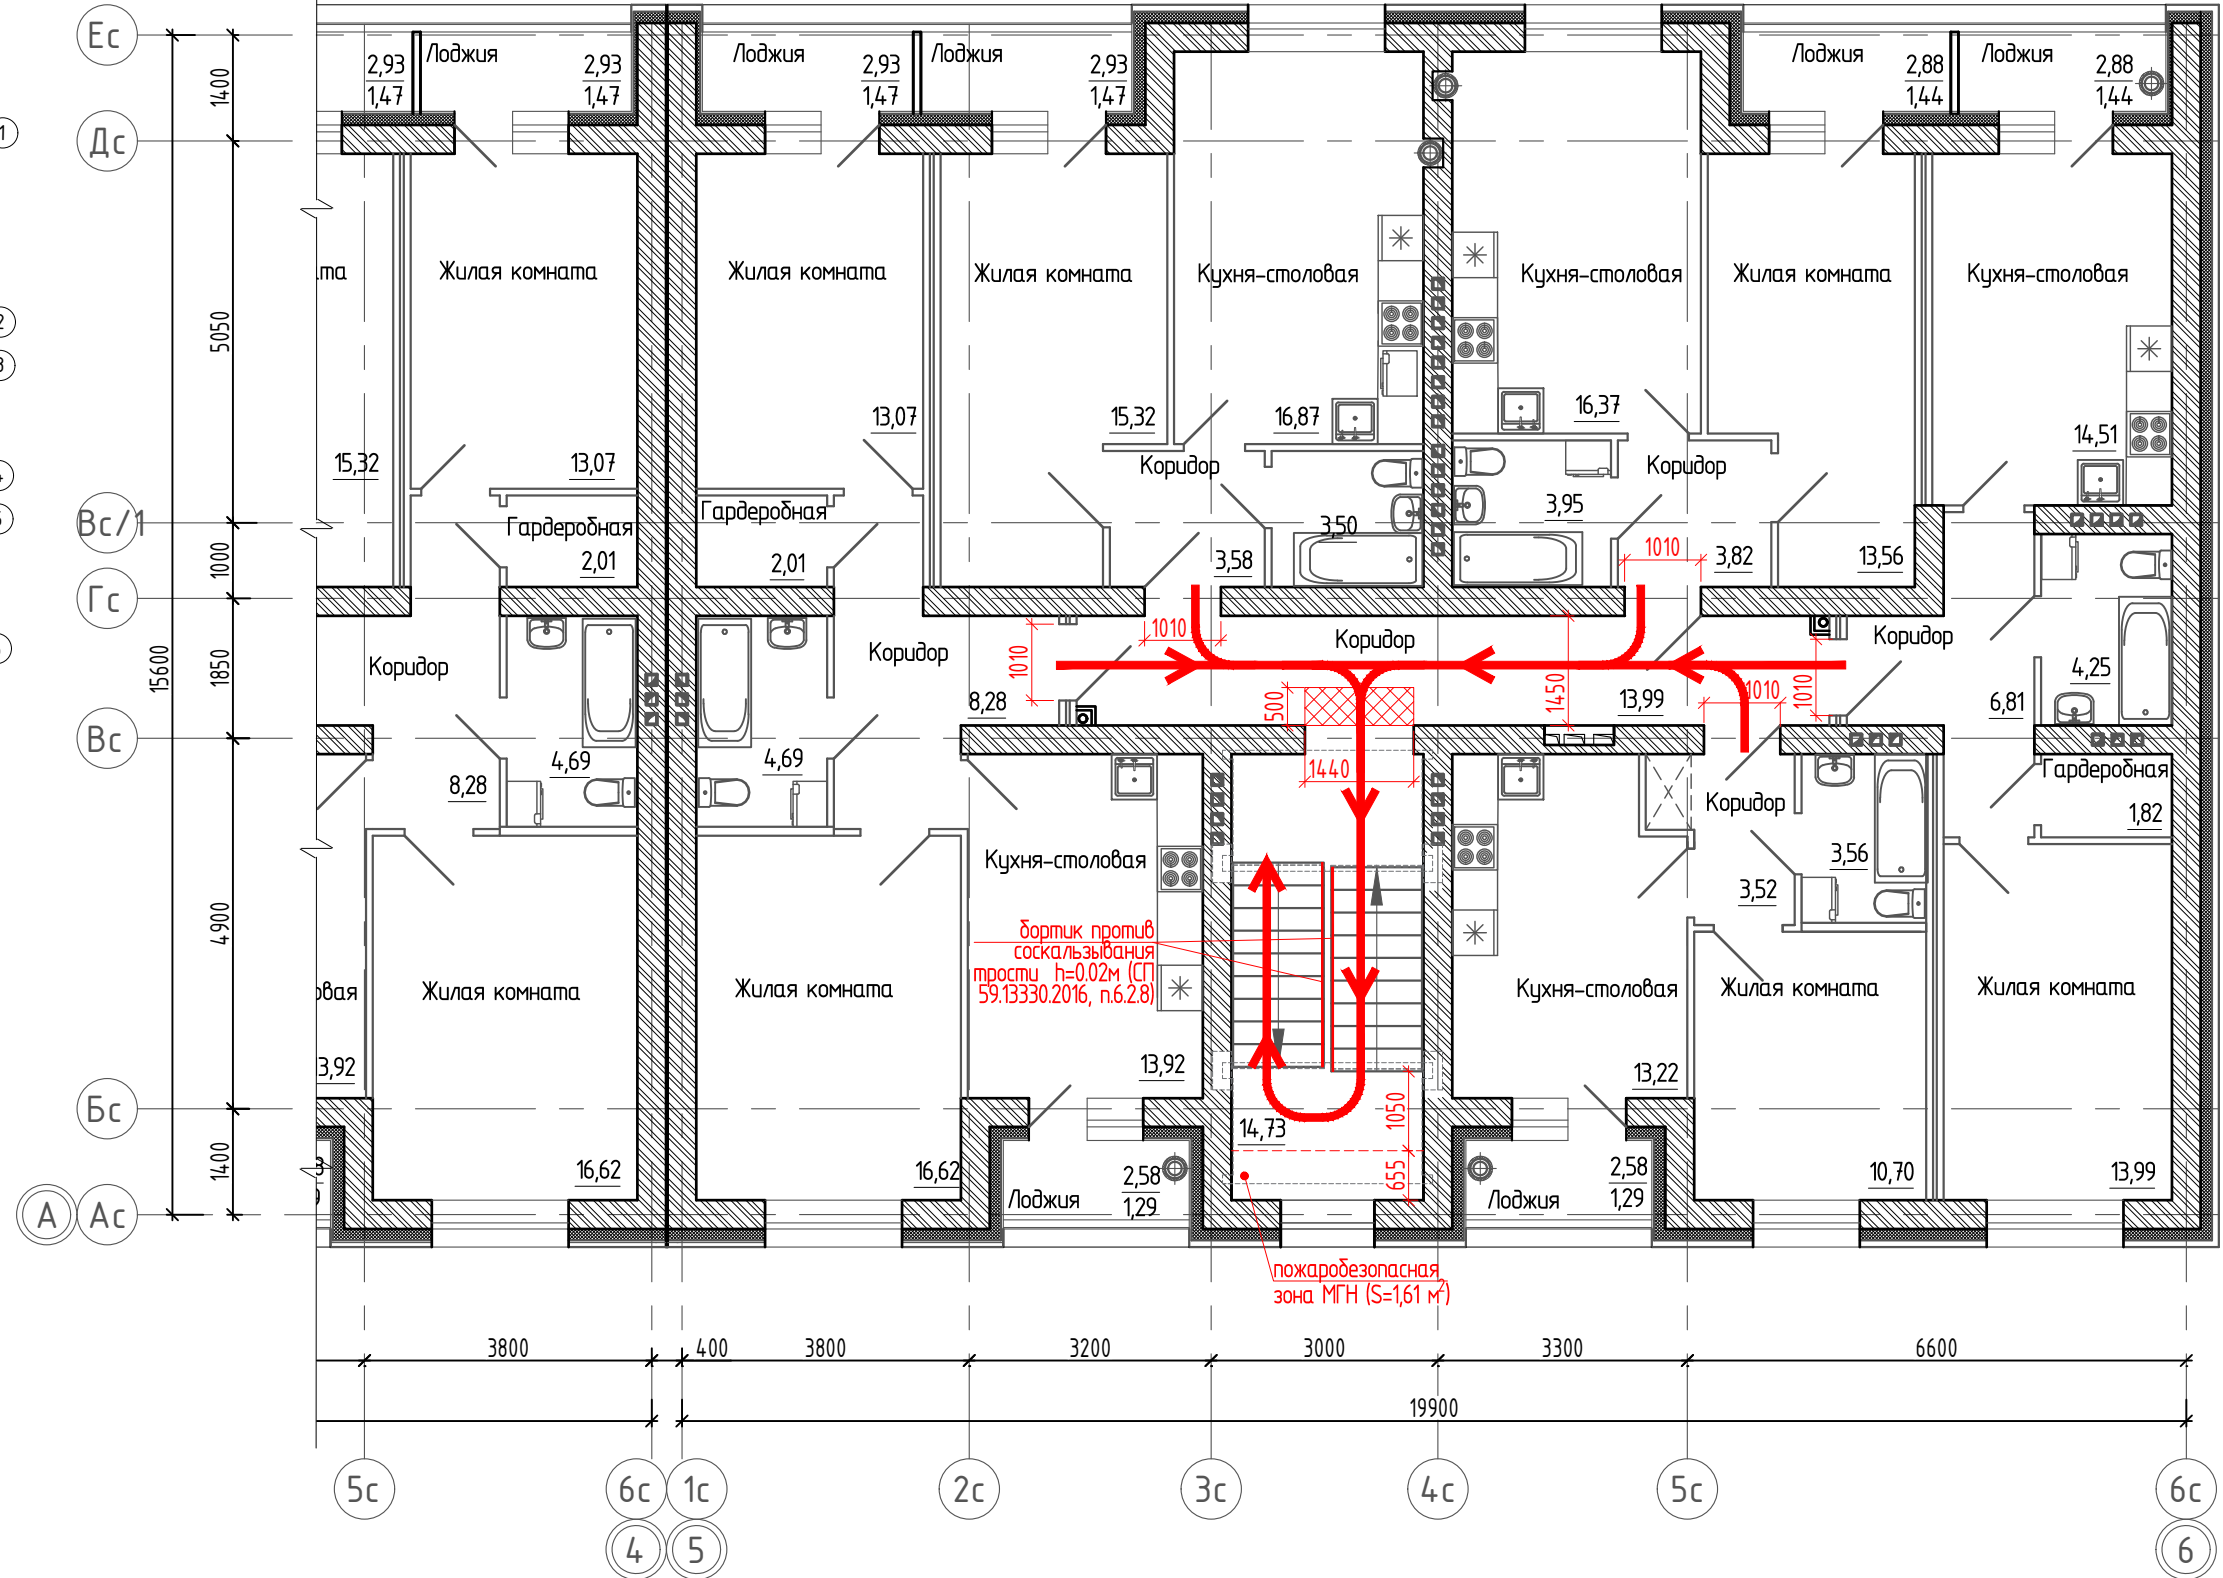 Ес
Лоджия
Лоджия
Лоджия
Лоджия
Лоджия
2,93
1,47
2,93
1,47
2,93
1,47
2,93
1,47
2,88
1,44
2,88
1,44
1400
Дс
1
та
Жилая комната
Жилая комната
Жилая комната
Кухня-столовая
Кухня-столовая
Жилая комната
Кухня-столовая
2
3
5050
15,32
13,07
13,07
15,32
16,87
16,37
14,51
Коридор
Коридор
Вс/1
Гардеробная
Гардеробная
3,50
3,95
1000
2,01
2,01
3,58
1010
3,82
13,56
Гс
1010
Коридор
Коридор
15600
1850
Коридор
Коридор
1010
1450
500
13,99
1010
1010
4,25
6,81
8,28
Вс
4,69
4,69
1440
8,28
Гардеробная
Коридор
1,82
3,56
3,52
Кухня-столовая
4900
бортик против
соскальзывания
трости h=0.02м (СП
59.13330.2016, п.6.2.8)
овая
Жилая комната
Жилая комната
Кухня-столовая
Жилая комната
Жилая комната
3,92
13,92
13,22
Бс
1050
14,73
1400
16,62
16,62
2,58
1,29
Лоджия
655
Лоджия
2,58
1,29
10,70
13,99
А
Ас
пожаробезопасная
зона МГН (S=1,61 м²)
3800
400
3800
3200
3000
3300
6600
19900
5с
6с
1с
2с
3с
4с
5с
6с
4
5
6